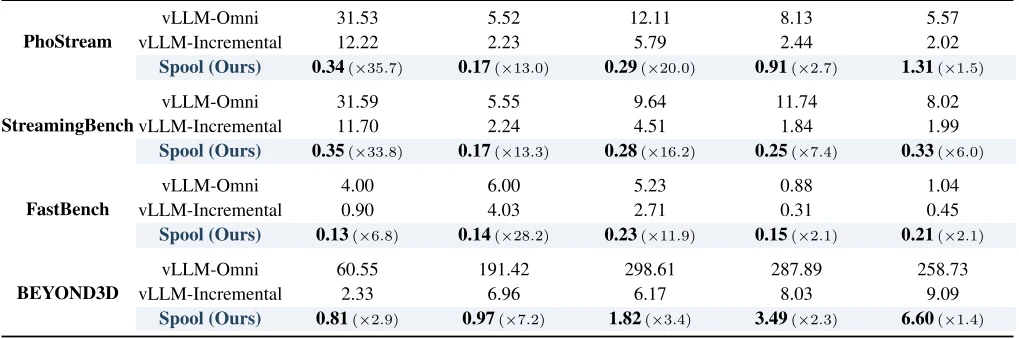 vLLM-Omni 31.53 5.52 12.11 8.13 5.57
PhoStream vLLM-Incremental 12.22 2.23 5.79 2.44 2.02
Spool (Ours) 0.34 (×35.7) 0.17 (×13.0) 0.29 (×20.0) 0.91 (×2.7) 1.31 (×1.5)
vLLM-Omni 31.59 5.55 9.64 11.74 8.02
StreamingBench vLLM-Incremental 11.70 2.24 4.51 1.84 1.99
Spool (Ours) 0.35 (×33.8) 0.17 (×13.3) 0.28 (×16.2) 0.25 (×7.4) 0.33 (×6.0)
vLLM-Omni 4.00 6.00 5.23 0.88 1.04
FastBench vLLM-Incremental 0.90 4.03 2.71 0.31 0.45
Spool (Ours) 0.13 (×6.8) 0.14 (×28.2) 0.23 (×11.9) 0.15 (×2.1) 0.21 (×2.1)
vLLM-Omni 60.55 191.42 298.61 287.89 258.73
BEYOND3D vLLM-Incremental 2.33 6.96 6.17 8.03 9.09
Spool (Ours) 0.81 (×2.9) 0.97 (×7.2) 1.82 (×3.4) 3.49 (×2.3) 6.60 (×1.4)